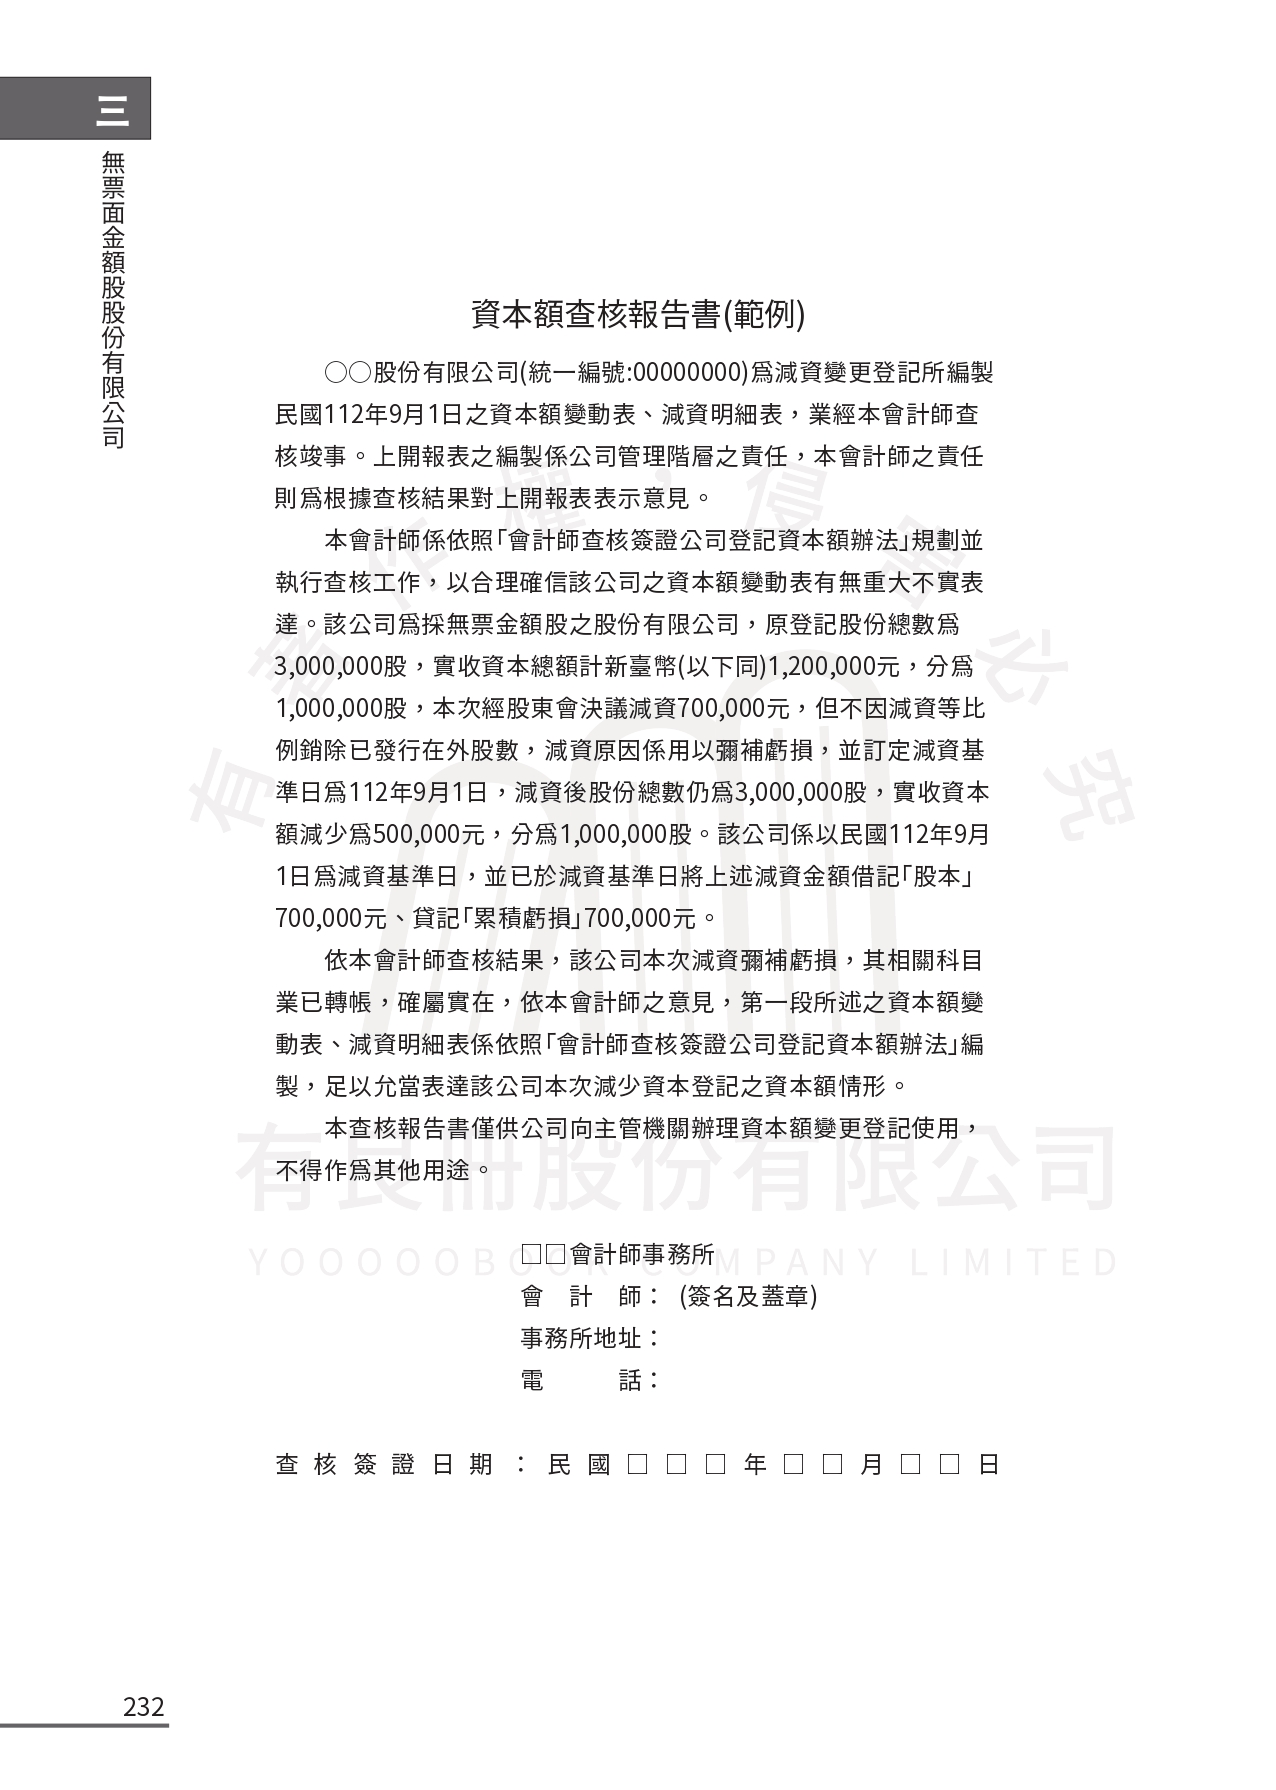 三
無票面金額股股份有限公司
資本額查核報告書(範例)
○○股份有限公司(統一編號:00000000)為減資變更登記所編製
民國112年9月1日之資本額變動表、減資明細表，業經本會計師查
核竣事。上開報表之編製係公司管理階層之責任，本會計師之責任
則為根據查核結果對上開報表表示意見。
本會計師係依照「會計師查核簽證公司登記資本額辦法」規劃並
執行查核工作，以合理確信該公司之資本額變動表有無重大不實表
達。該公司為採無票金額股之股份有限公司，原登記股份總數為
3,000,000股，實收資本總額計新臺幣(以下同)1,200,000元，分為
1,000,000股，本次經股東會決議減資700,000元，但不因減資等比
例銷除已發行在外股數，減資原因係用以彌補虧損，並訂定減資基
準日為112年9月1日，減資後股份總數仍為3,000,000股，實收資本
額減少為500,000元，分為1,000,000股。該公司係以民國112年9月
1日為減資基準日，並已於減資基準日將上述減資金額借記「股本」
700,000元、貸記「累積虧損」700,000元。
依本會計師查核結果，該公司本次減資彌補虧損，其相關科目
業已轉帳，確屬實在，依本會計師之意見，第一段所述之資本額變
動表、減資明細表係依照「會計師查核簽證公司登記資本額辦法」編
製，足以允當表達該公司本次減少資本登記之資本額情形。
本查核報告書僅供公司向主管機關辦理資本額變更登記使用，
不得作為其他用途。
□□會計師事務所
會　計　師：　(簽名及蓋章)
事務所地址：
電　　　話：
查核簽證日期：民國□□□年□□月□□日
232
有著作權，侵害必究
有良冊股份有限公司
YOOOOOBOOK COMPANY LIMITED